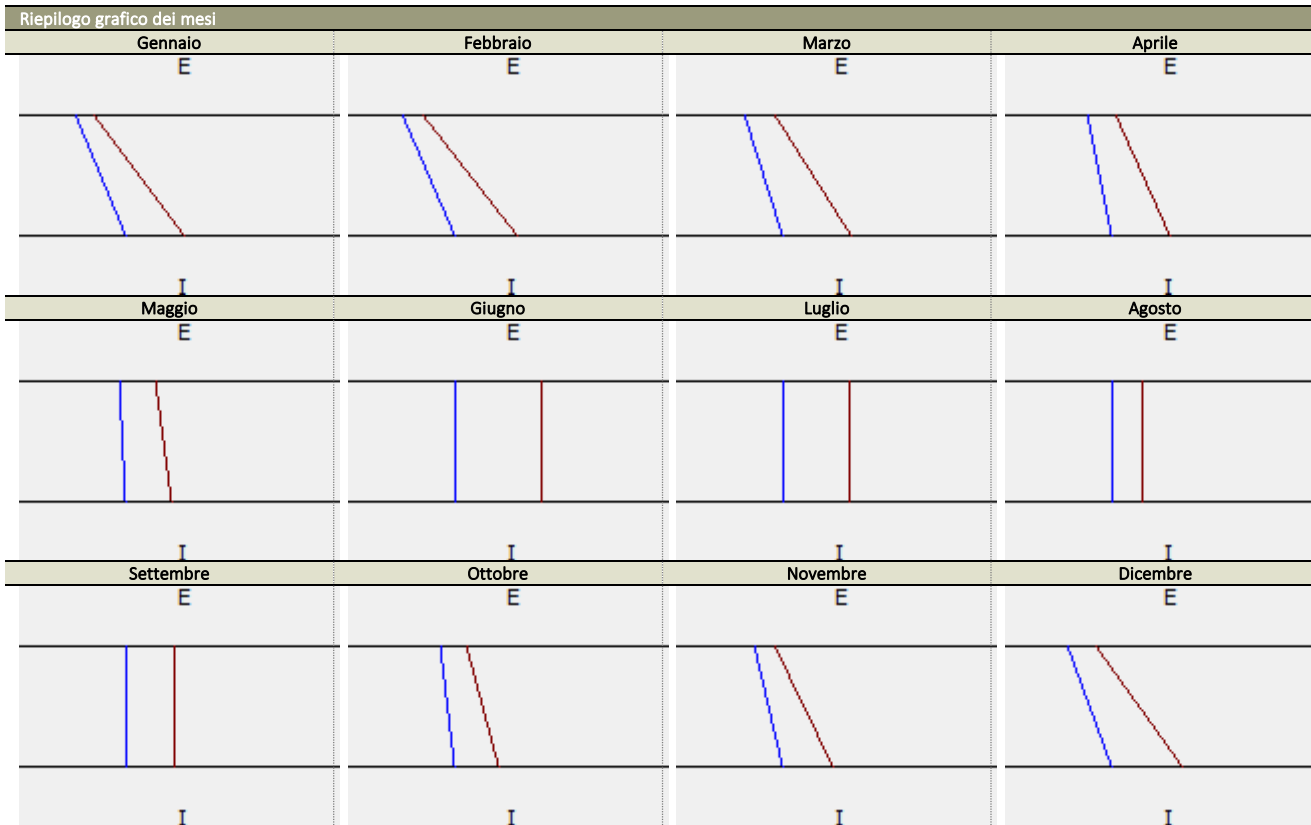 Riepilogo grafico dei mesi
Gennaio Febbraio Marzo Aprile
E E E E
I I I I
Maggio Giugno Luglio Agosto
E E E E
I I I I
Settembre Ottobre Novembre Dicembre
E E E E
I I I I